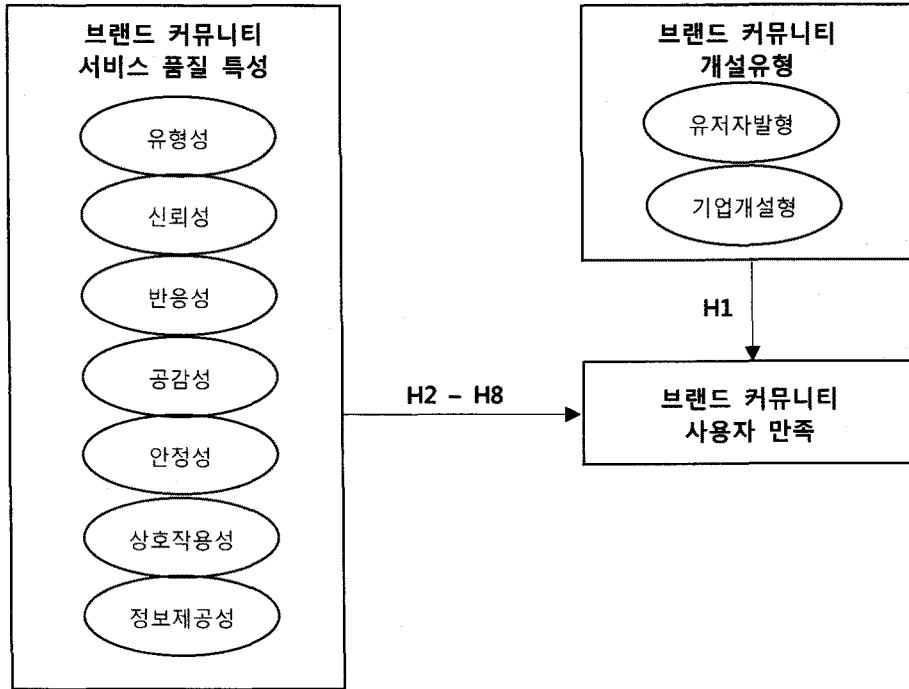 브랜드 커뮤니티
서비스 품질 특성
유형성
신뢰성
반응성
공감성
안정성
상호작용성
정보제공성
H2 – H8
브랜드 커뮤니티
개설유형
유저자발형
기업개설형
H1
브랜드 커뮤니티
사용자 만족